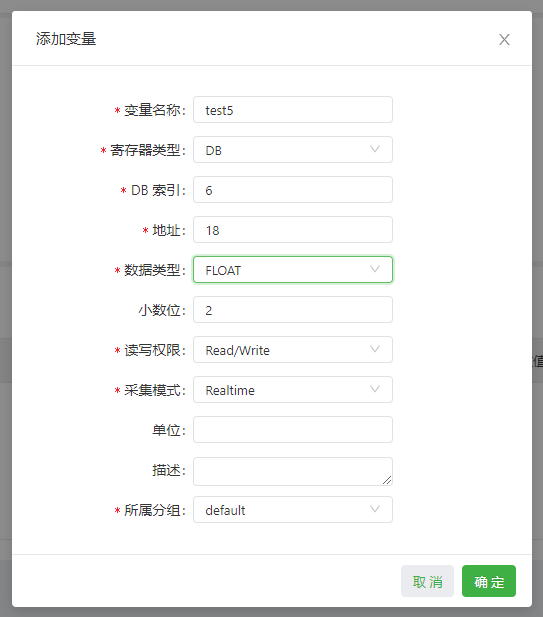 添加变量
* 变量名称: test5
* 寄存器类型: DB
* DB 索引: 6
* 地址: 18
* 数据类型: FLOAT
小数位: 2
* 读写权限: Read/Write
* 采集模式: Realtime
单位:
描述:
* 所属分组: default
取 消 确 定